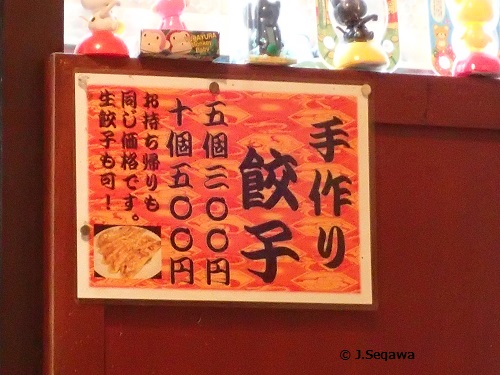 手作り
餃子
五個三〇〇円
十個五〇〇円
お持ち帰りも
同じ価格です。
生餃子も可！
© J.Segawa